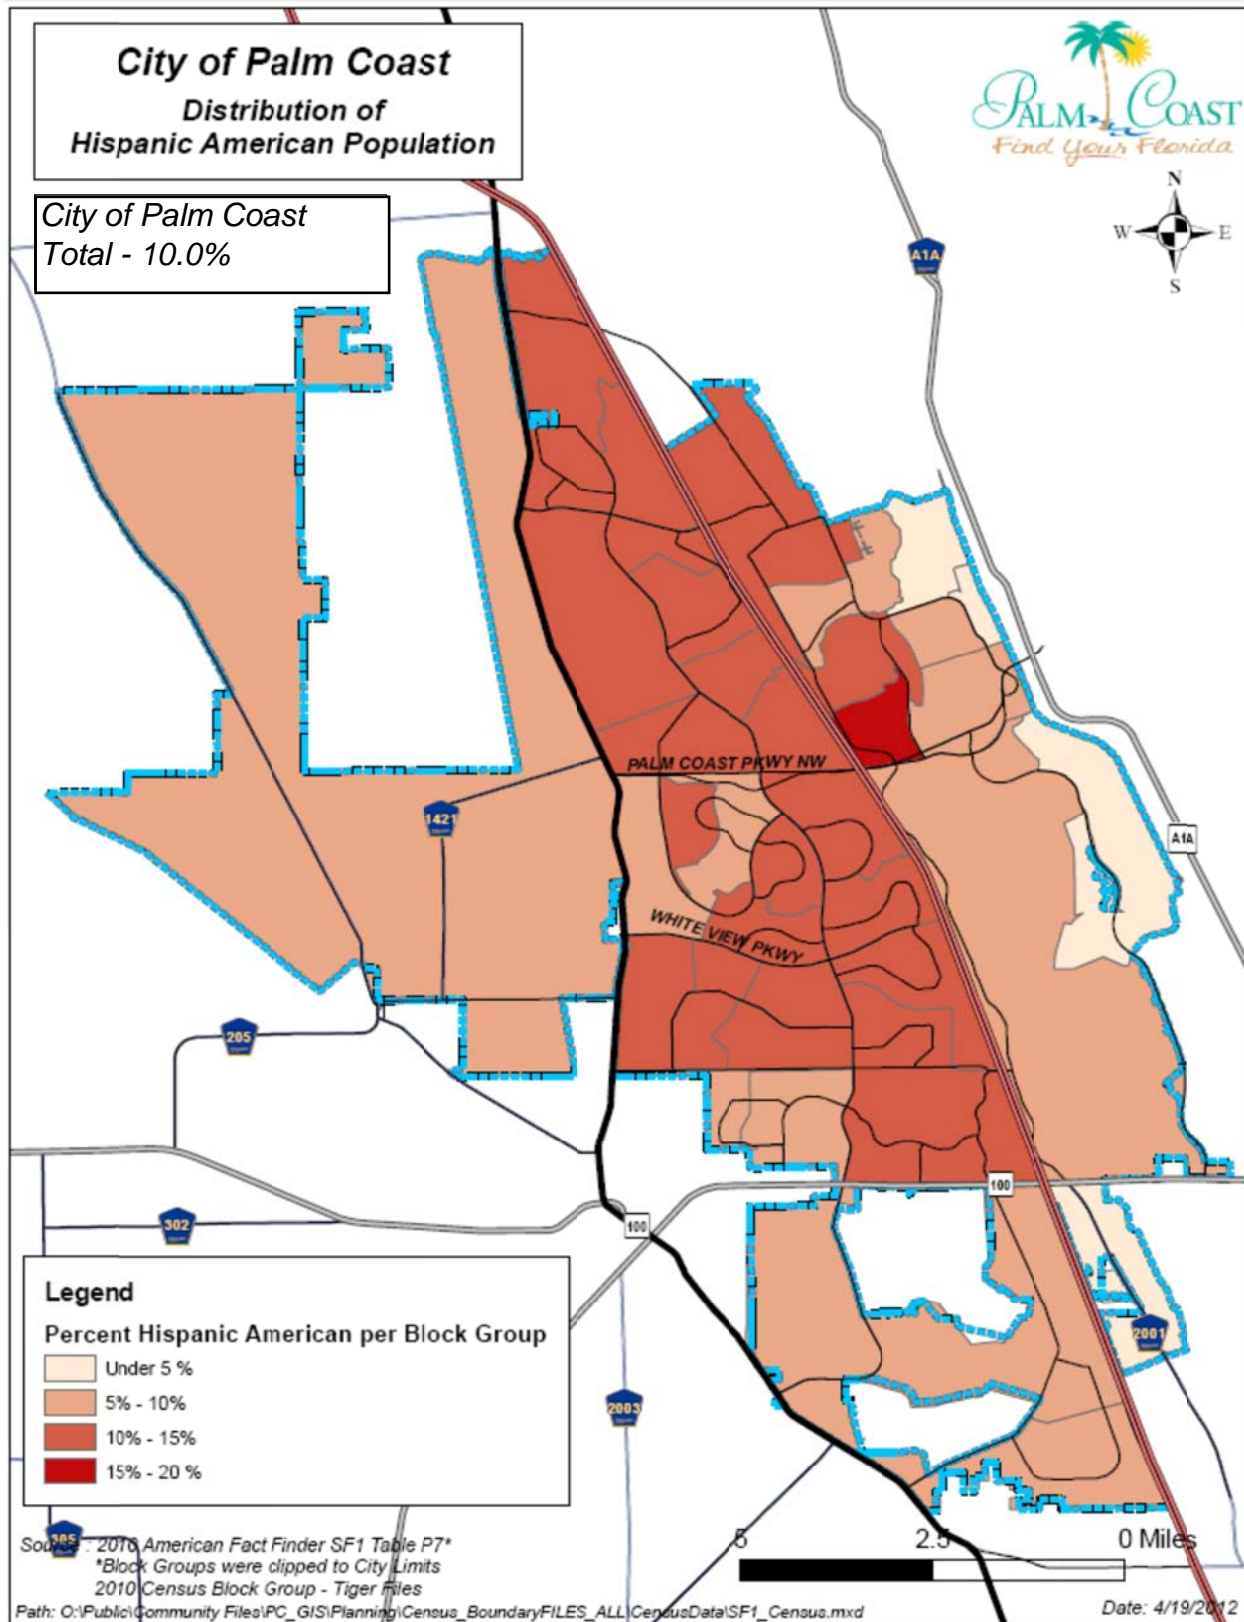 City of Palm Coast
Distribution of
Hispanic American Population
City of Palm Coast
Total - 10.0%
PALM COAST
Find Your Florida
N
W
E
S
A1A
PALM COAST PKWY NW
1421
A1A
WHITE VIEW PKWY
205
100
302
100
2001
2003
Legend
Percent Hispanic American per Block Group
Under 5 %
5% - 10%
10% - 15%
15% - 20 %
305
5
2.5
0 Miles
Source : 2010 American Fact Finder SF1 Table P7*
*Block Groups were clipped to City Limits
2010 Census Block Group - Tiger Files
Path: O:\Public\Community Files\PC_GIS\Planning\Census_BoundaryFILES_ALL\CensusData\SF1_Census.mxd
Date: 4/19/2012